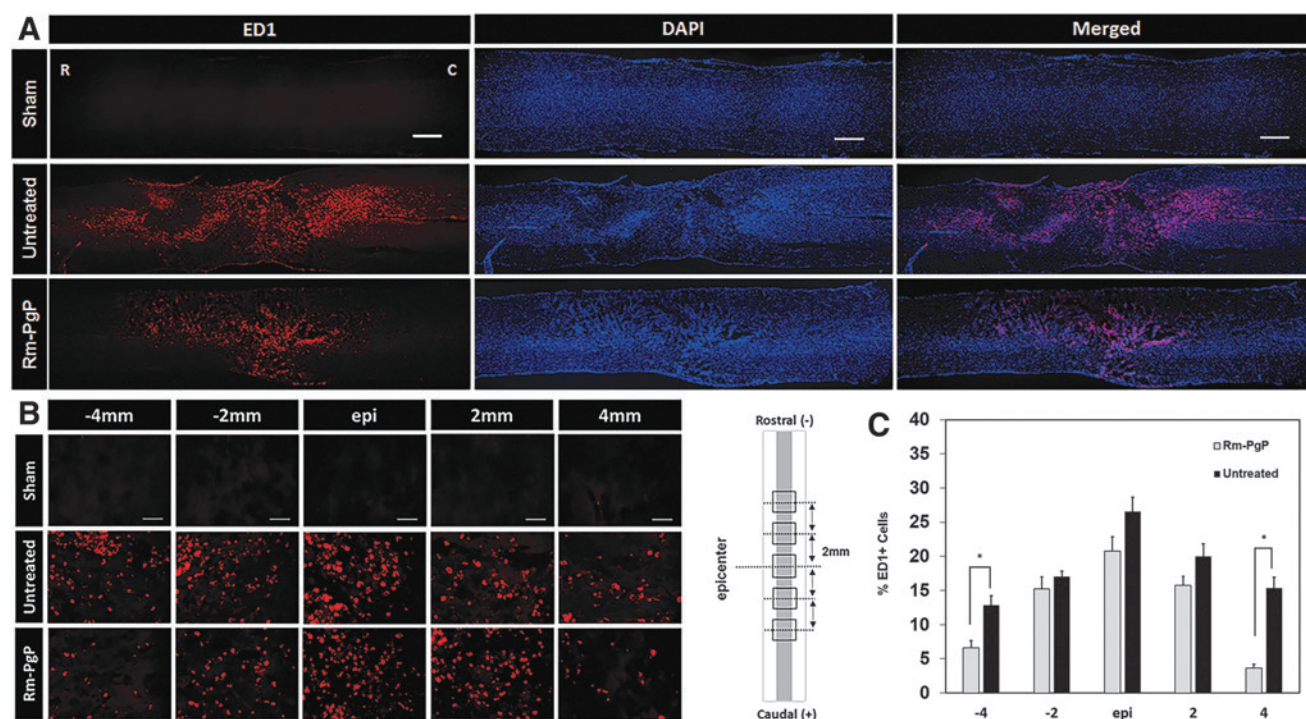 A
ED1
DAPI
Merged
Sham
R
C
Untreated
Rm-PgP
B
-4mm
-2mm
epi
2mm
4mm
Sham
Untreated
Rm-PgP
Rostral (-)
epicenter
2mm
Caudal (+)
C
% ED1+ Cells
40
35
30
25
20
15
10
5
0
Rm-PgP
Untreated
*
*
-4
-2
epi
2
4